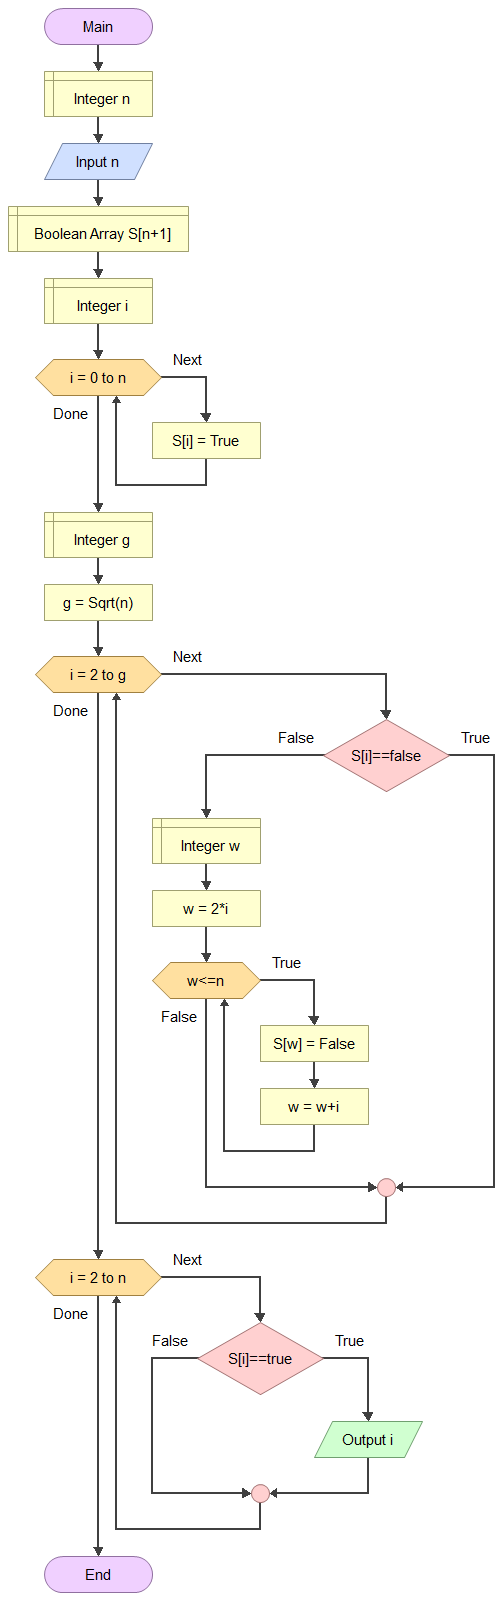 Main
Integer n
Input n
Boolean Array S[n+1]
Integer i
i = 0 to n
Next
Done
S[i] = True
Integer g
g = Sqrt(n)
i = 2 to g
Next
Done
S[i]==false
False
True
Integer w
w = 2*i
w<=n
True
False
S[w] = False
w = w+i
i = 2 to n
Next
Done
S[i]==true
False
True
Output i
End